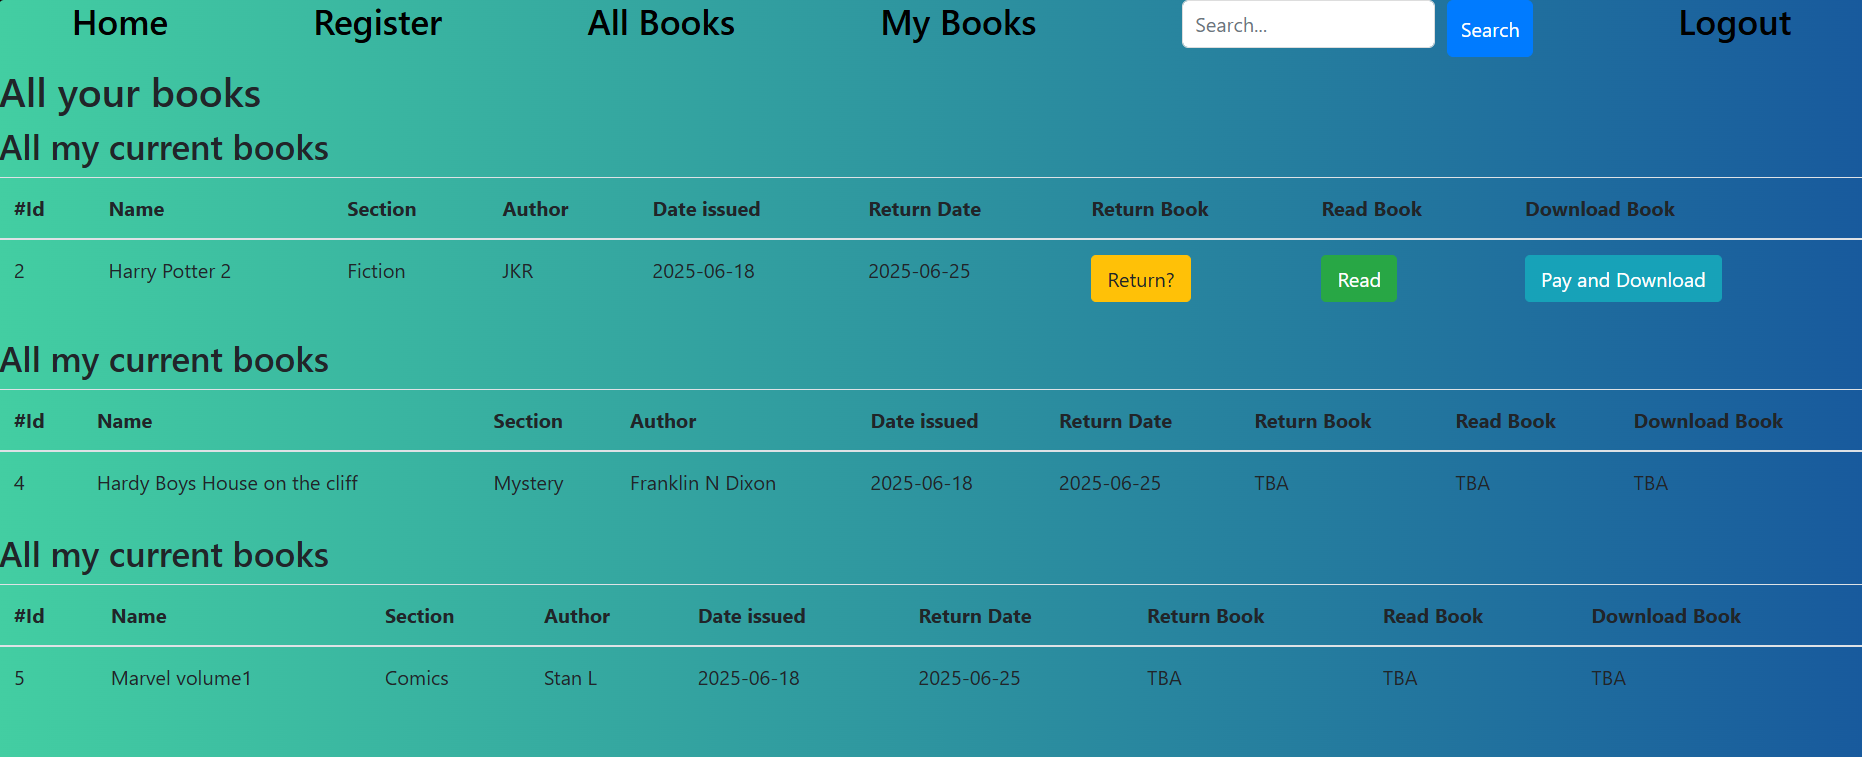 Home Register All Books My Books Search... Search Logout
All your books
All my current books
#Id Name Section Author Date issued Return Date Return Book Read Book Download Book
2 Harry Potter 2 Fiction JKR 2025-06-18 2025-06-25 Return? Read Pay and Download
All my current books
#Id Name Section Author Date issued Return Date Return Book Read Book Download Book
4 Hardy Boys House on the cliff Mystery Franklin N Dixon 2025-06-18 2025-06-25 TBA TBA TBA
All my current books
#Id Name Section Author Date issued Return Date Return Book Read Book Download Book
5 Marvel volume1 Comics Stan L 2025-06-18 2025-06-25 TBA TBA TBA